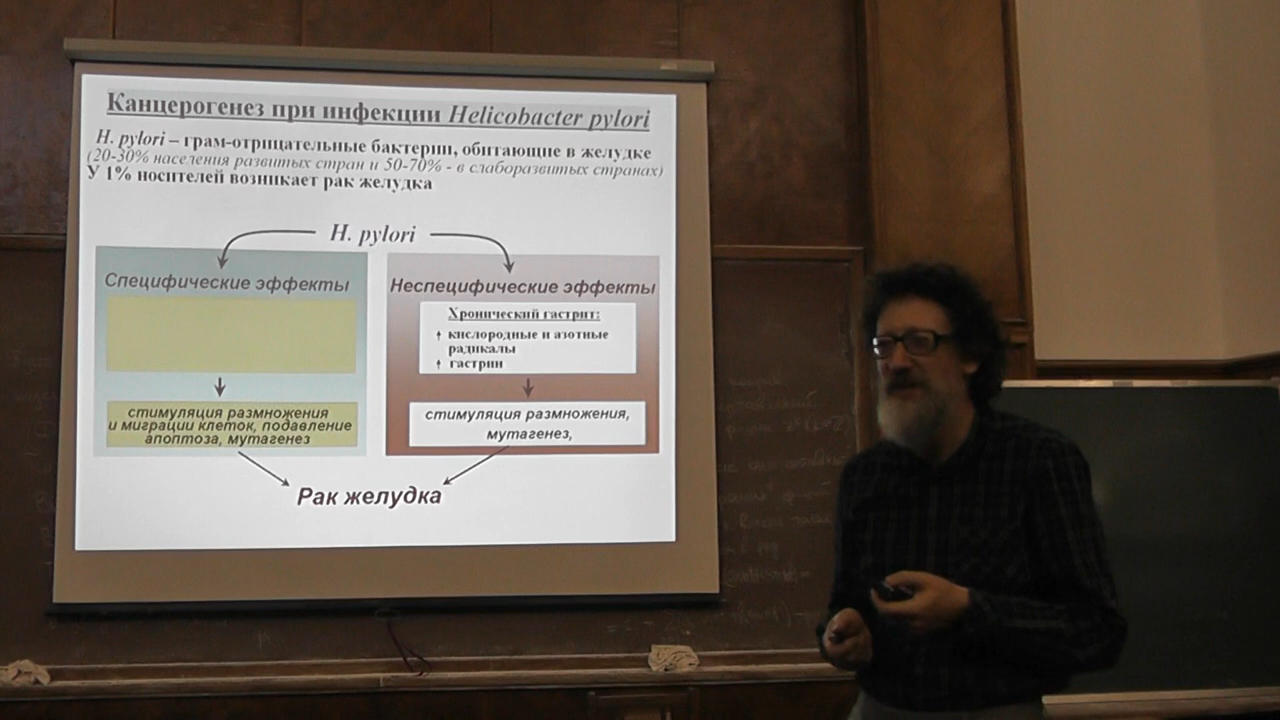 Канцерогенез при инфекции Helicobacter pylori
H. pylori – грам-отрицательные бактерии, обитающие в желудке
(20-30% населения развитых стран и 50-70% - в слаборазвитых странах)
У 1% носителей возникает рак желудка
H. pylori
Специфические эффекты
стимуляция размножения
и миграции клеток, подавление
апоптоза, мутагенез
Неспецифические эффекты
Хронический гастрит:
↑ кислородные и азотные
радикалы
↑ гастрин
стимуляция размножения,
мутагенез,
Рак желудка